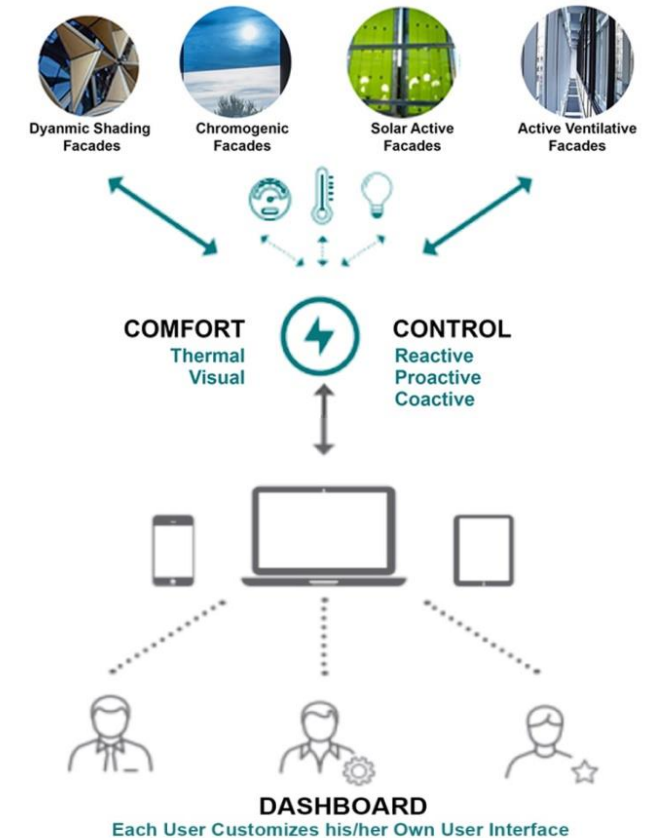 Dyanmic Shading
Facades
Chromogenic
Facades
Solar Active
Facades
Active Ventilative
Facades
COMFORT
Thermal
Visual
CONTROL
Reactive
Proactive
Coactive
DASHBOARD
Each User Customizes his/her Own User Interface